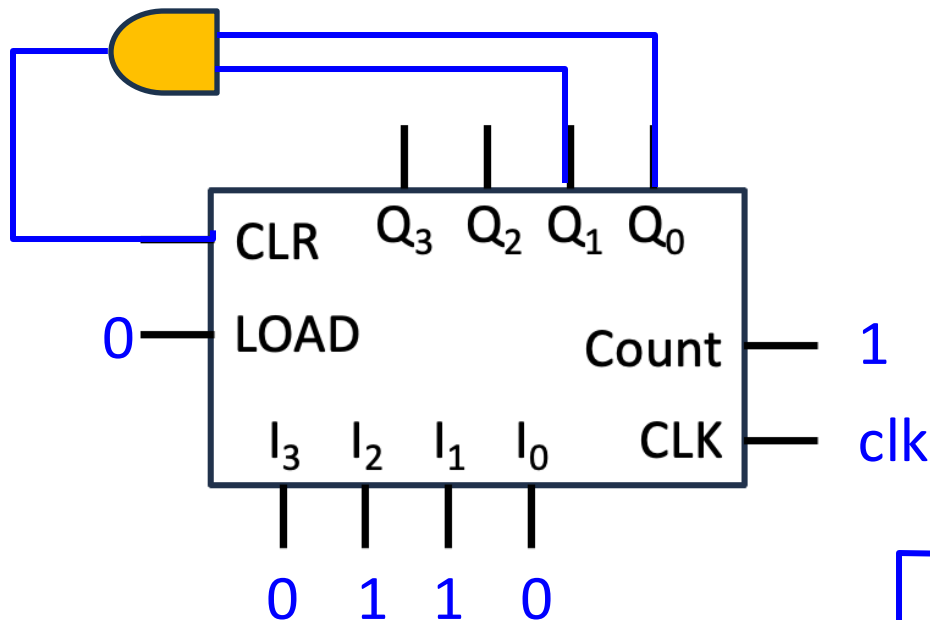 CLR Q₃ Q₂ Q₁ Q₀
0 LOAD
Count 1
I₃ I₂ I₁ I₀ CLK clk
0 1 1 0